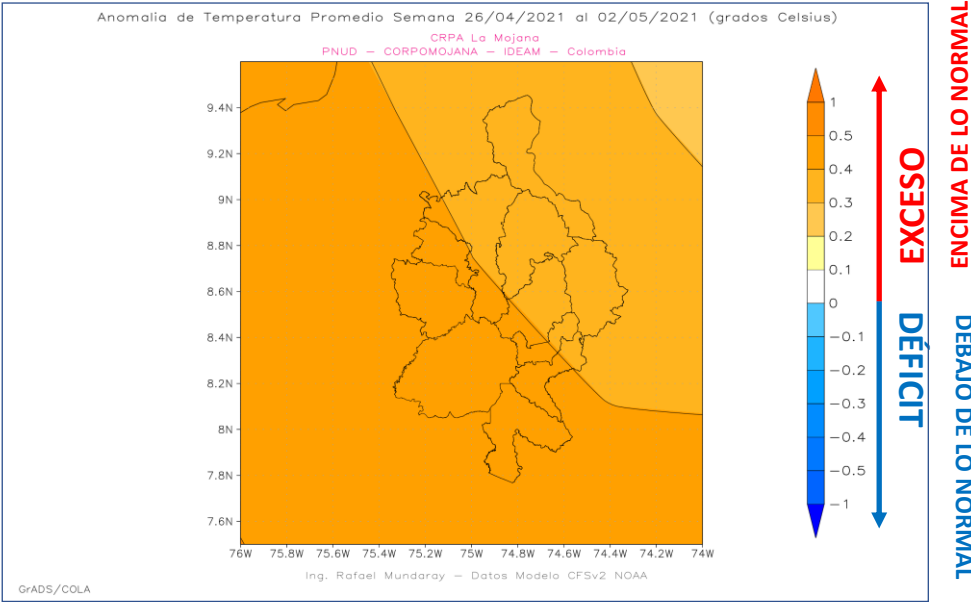 Anomalia de Temperatura Promedio Semana 26/04/2021 al 02/05/2021 (grados Celsius)
CRPA La Mojana
PNUD – CORPOMOJANA – IDEAM – Colombia
9.4N
9.2N
9N
8.8N
8.6N
8.4N
8.2N
8N
7.8N
7.6N
76W 75.8W 75.6W 75.4W 75.2W 75W 74.8W 74.6W 74.4W 74.2W 74W
1
0.5
0.4
0.3
0.2
0.1
0
−0.1
−0.2
−0.3
−0.4
−0.5
−1
EXCESO
DÉFICIT
ENCIMA DE LO NORMAL
DEBAJO DE LO NORMAL
Ing. Rafael Mundaray – Datos Modelo CFSv2 NOAA
GrADS/COLA